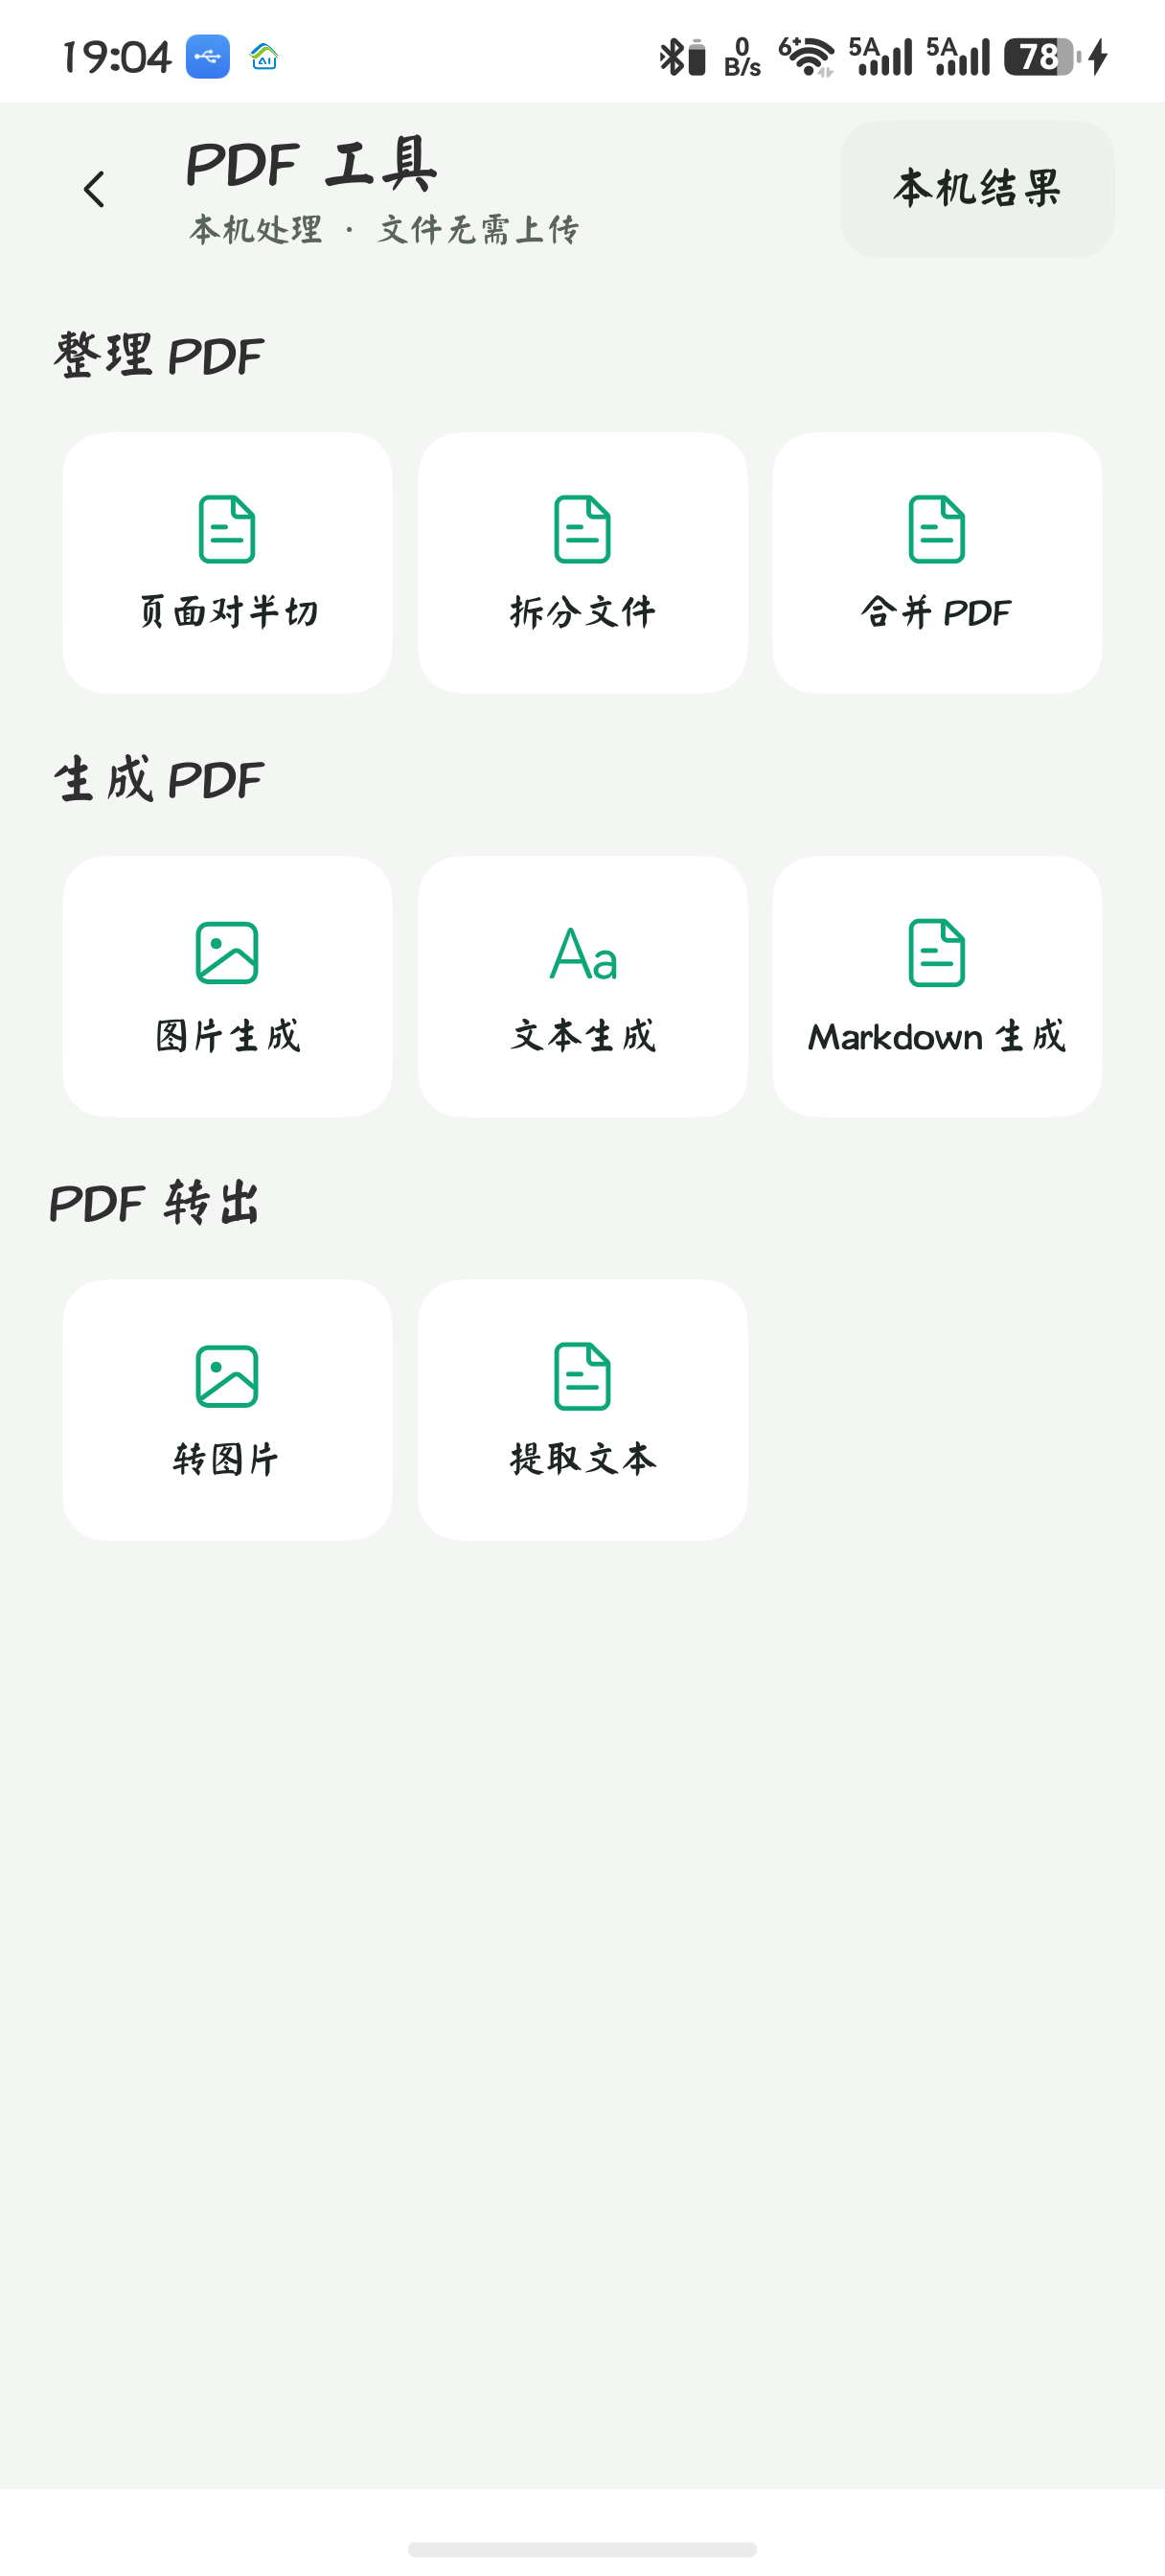 19:04
0 B/s 6+ 5A 5A 78
PDF 工具
本机处理 · 文件无需上传
本机结果
整理 PDF
页面对半切
拆分文件
合并 PDF
生成 PDF
图片生成
Aa
文本生成
Markdown 生成
PDF 转出
转图片
提取文本